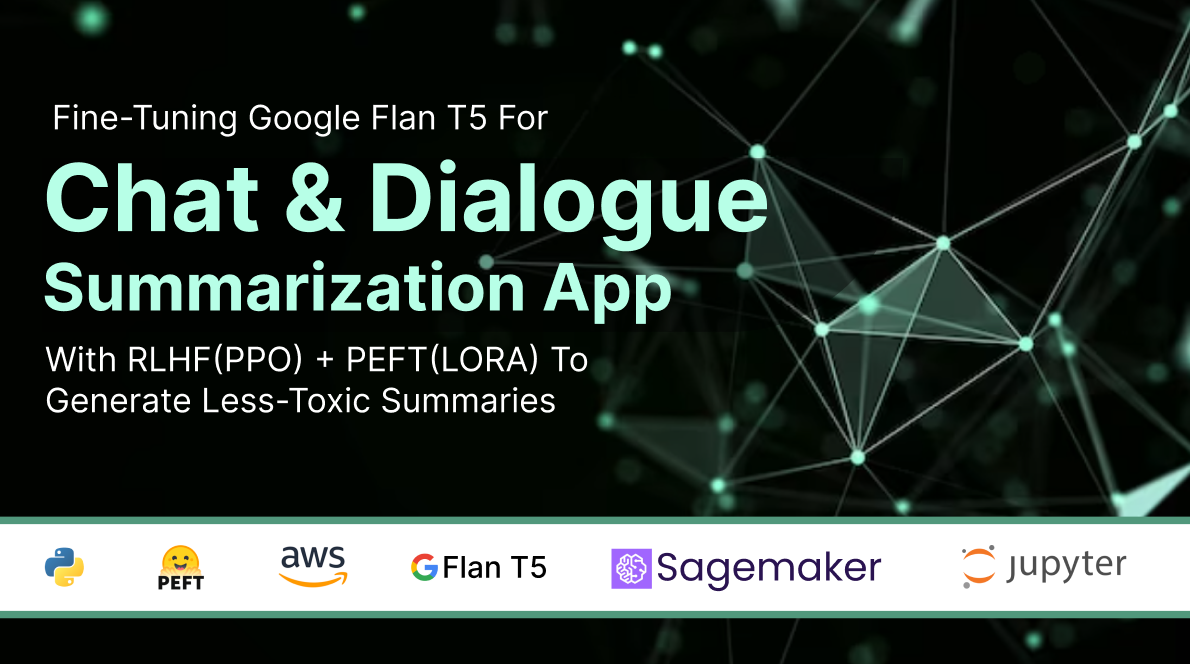 Fine-Tuning Google Flan T5 For
Chat & Dialogue
Summarization App
With RLHF(PPO) + PEFT(LORA) To
Generate Less-Toxic Summaries
PEFT
aws
Flan T5
Sagemaker
jupyter